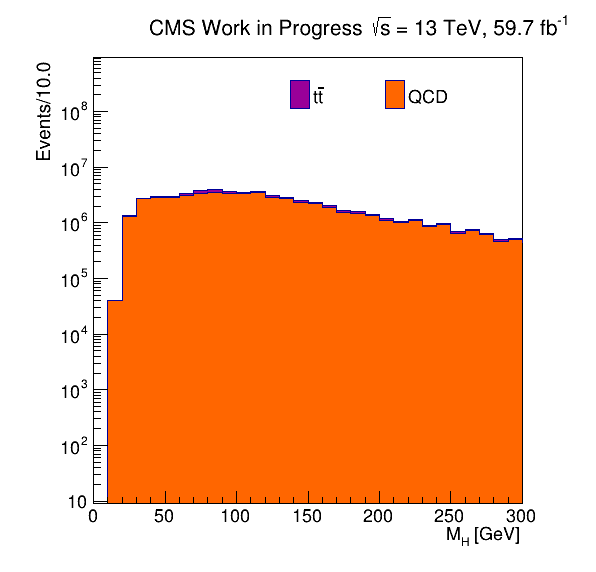 CMS Work in Progress √s = 13 TeV, 59.7 fb⁻¹
Events/10.0
tt̄ QCD
10⁸
10⁷
10⁶
10⁵
10⁴
10³
10²
10
0 50 100 150 200 250 300
M_H [GeV]